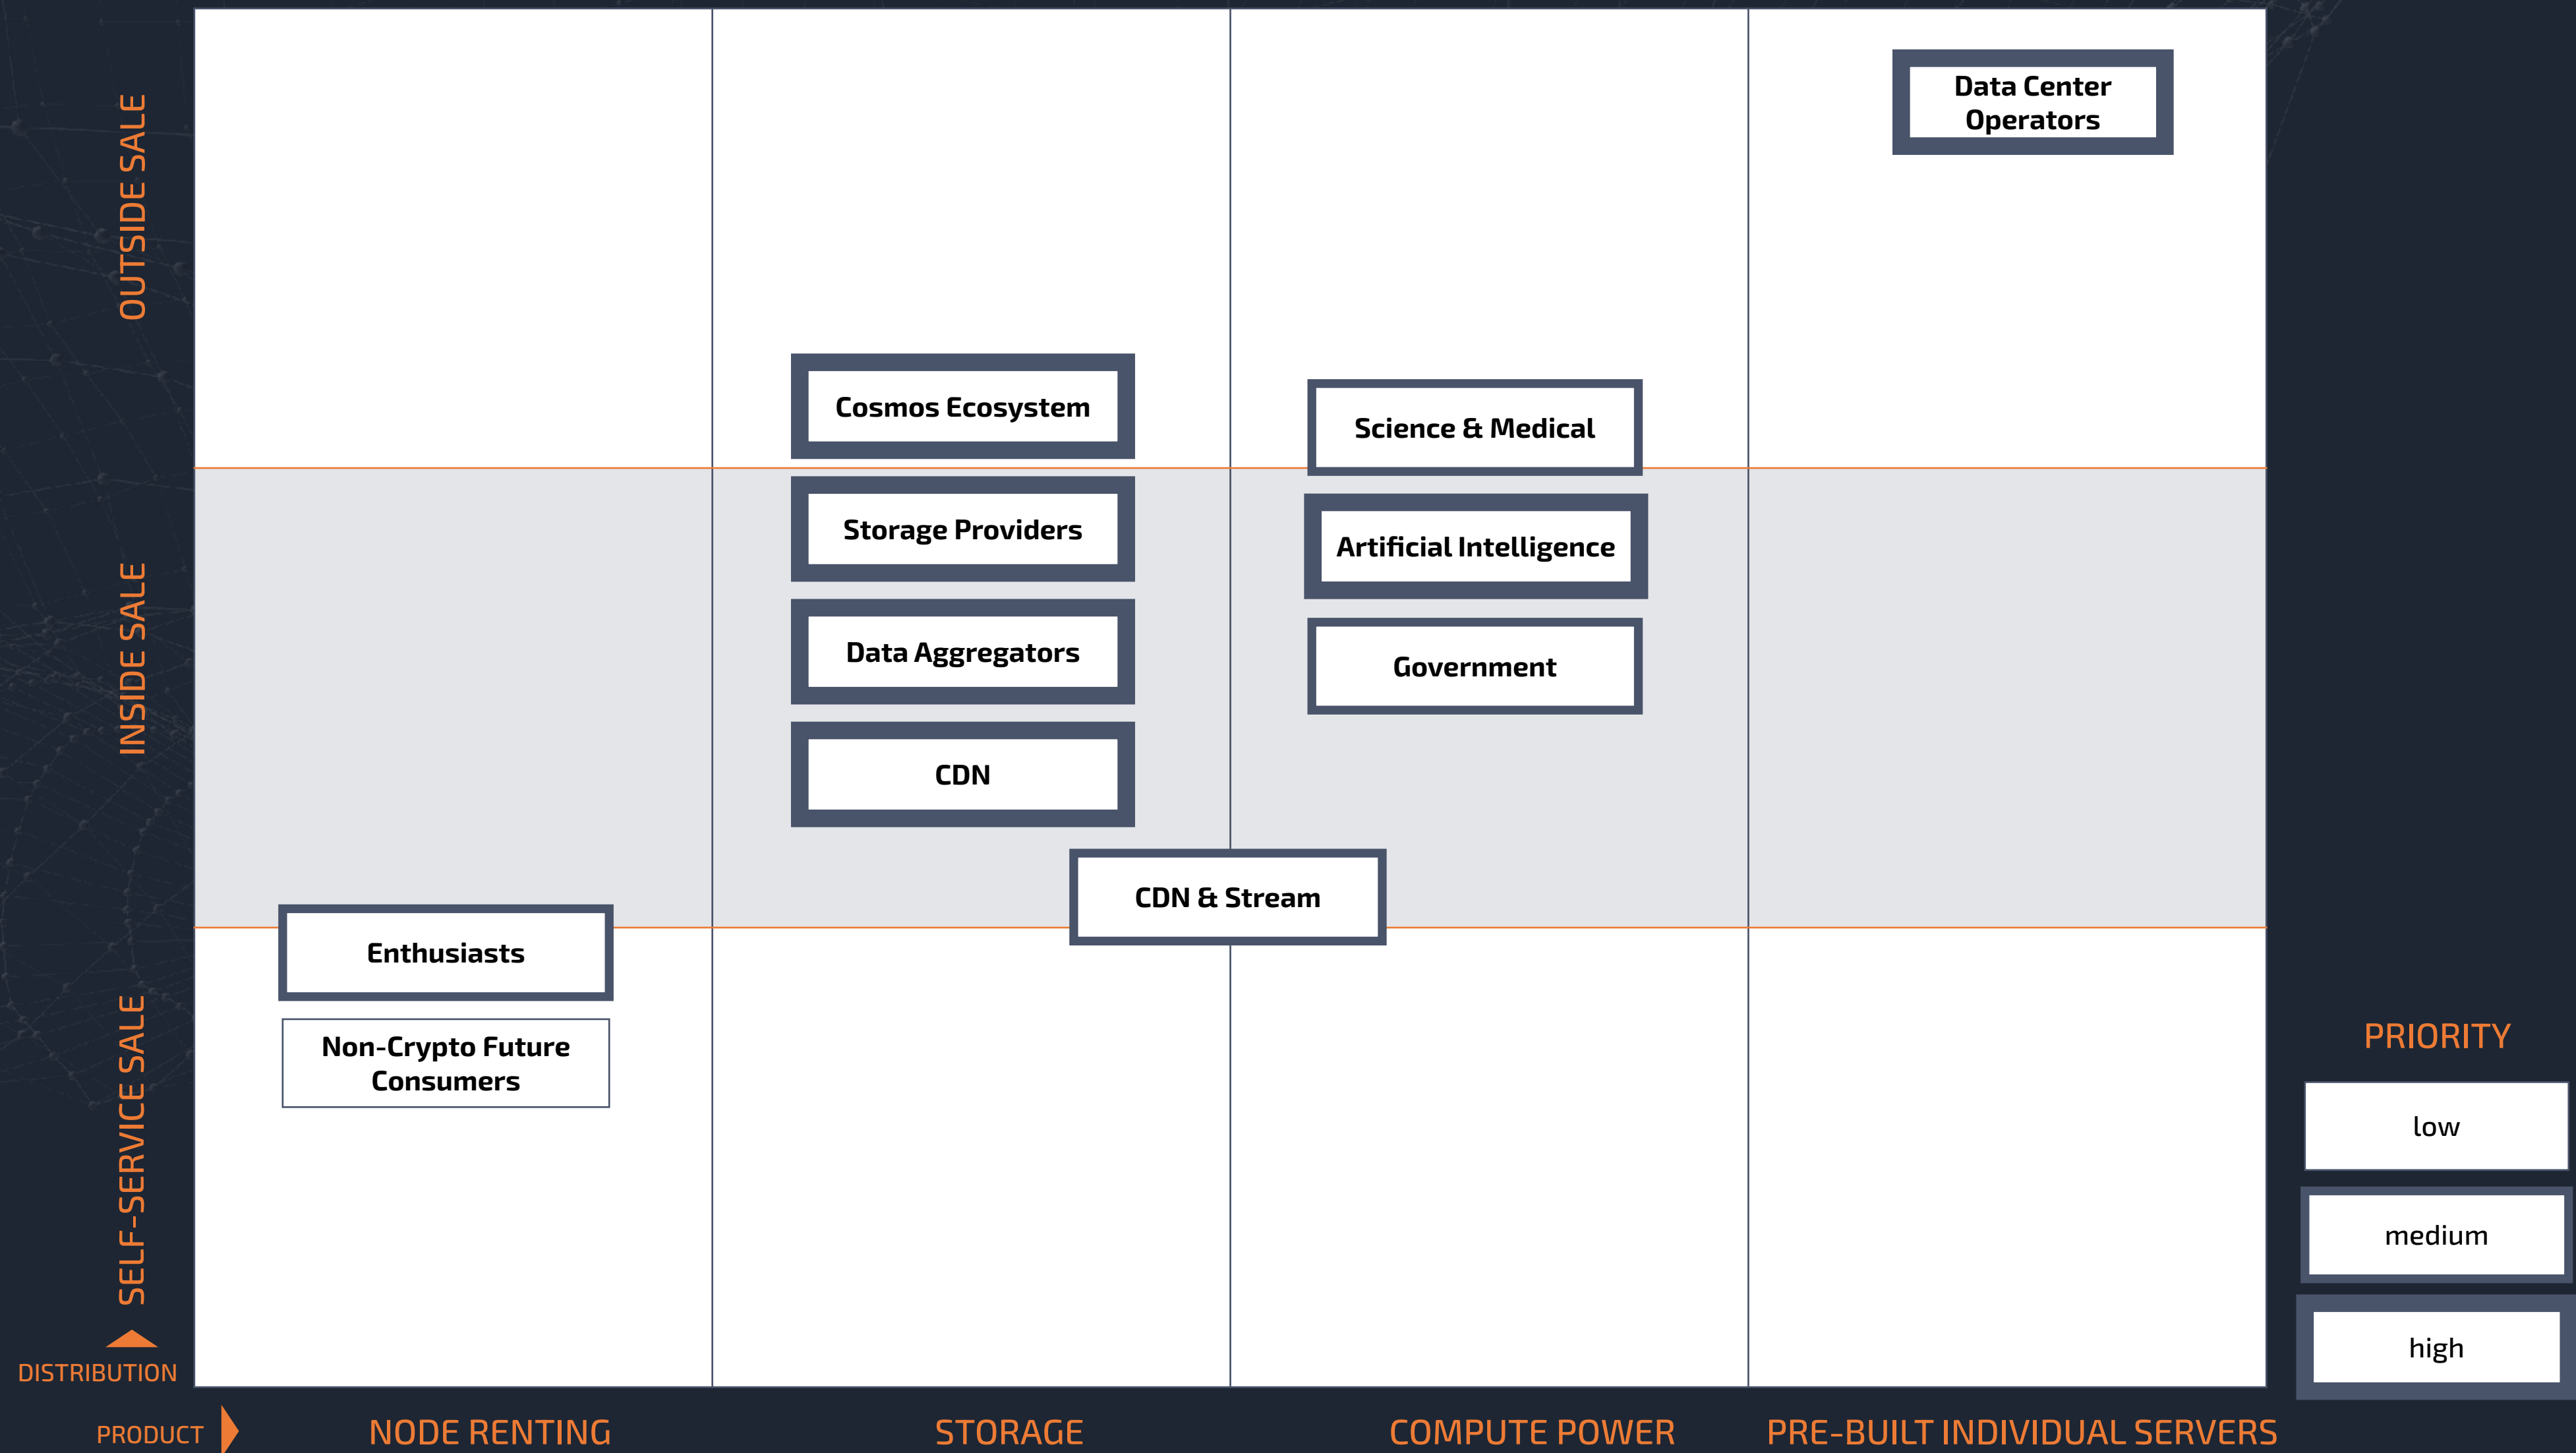 OUTSIDE SALE
INSIDE SALE
SELF-SERVICE SALE
DISTRIBUTION
PRODUCT
Data Center
Operators
Cosmos Ecosystem
Storage Providers
Data Aggregators
CDN
Science & Medical
Artificial Intelligence
Government
CDN & Stream
Enthusiasts
Non-Crypto Future
Consumers
PRIORITY
low
medium
high
NODE RENTING
STORAGE
COMPUTE POWER
PRE-BUILT INDIVIDUAL SERVERS